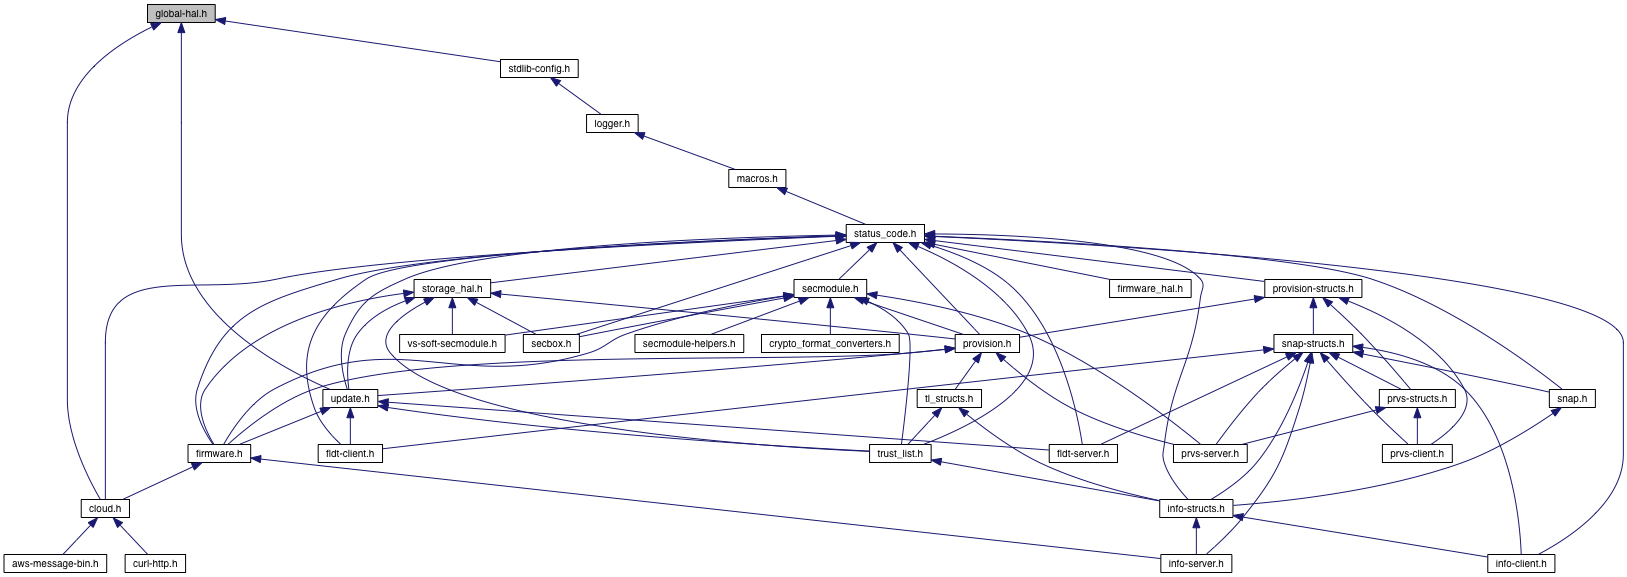 global-hal.h
stdlib-config.h
logger.h
macros.h
status_code.h
storage_hal.h
secmodule.h
firmware_hal.h
provision-structs.h
vs-soft-secmodule.h
secbox.h
secmodule-helpers.h
crypto_format_converters.h
provision.h
snap-structs.h
update.h
tl_structs.h
prvs-structs.h
snap.h
firmware.h
fldt-client.h
trust_list.h
fldt-server.h
prvs-server.h
prvs-client.h
cloud.h
info-structs.h
aws-message-bin.h
curl-http.h
info-server.h
info-client.h